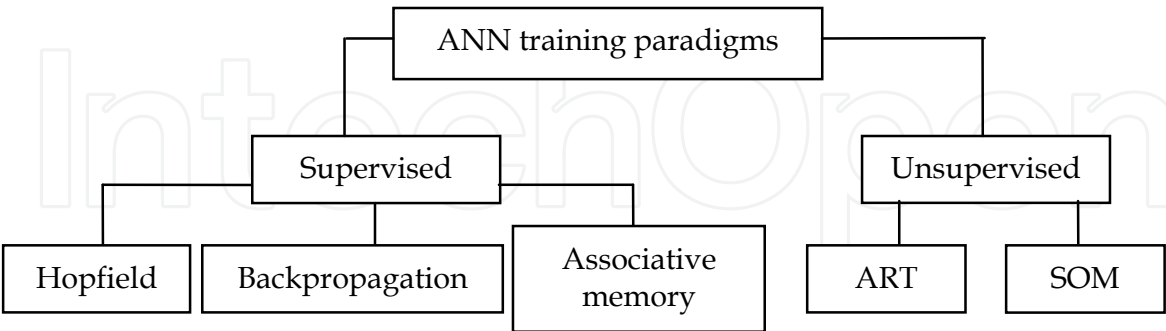 ANN training paradigms
IntechOpen
Supervised
Unsupervised
Hopfield
Backpropagation
Associative
memory
ART
SOM